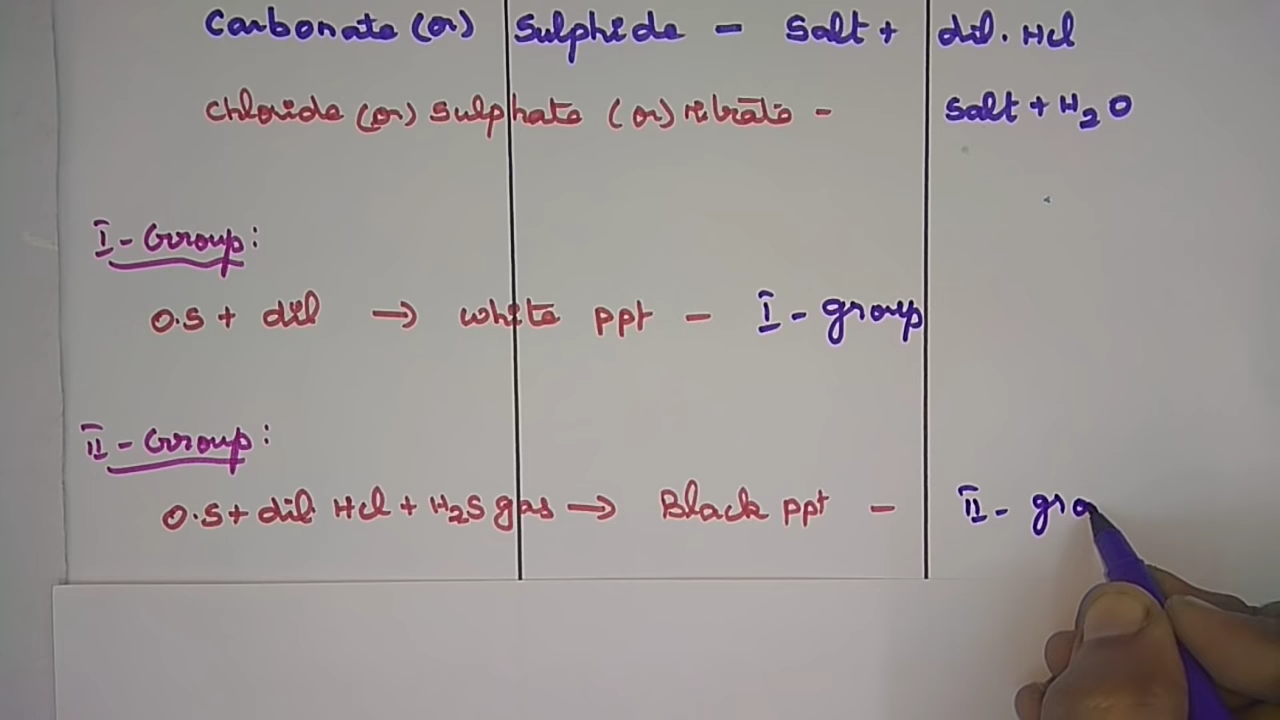 Carbonate (or) Sulphide - Salt + dil. Hcl
Chloride (or) Sulphate (or) nitrate - Salt + H2O
I - Group:
O.S + dil → white ppt - I - group
II - Group:
O.S + dil. Hcl + H2S gas → Black ppt - II - gro